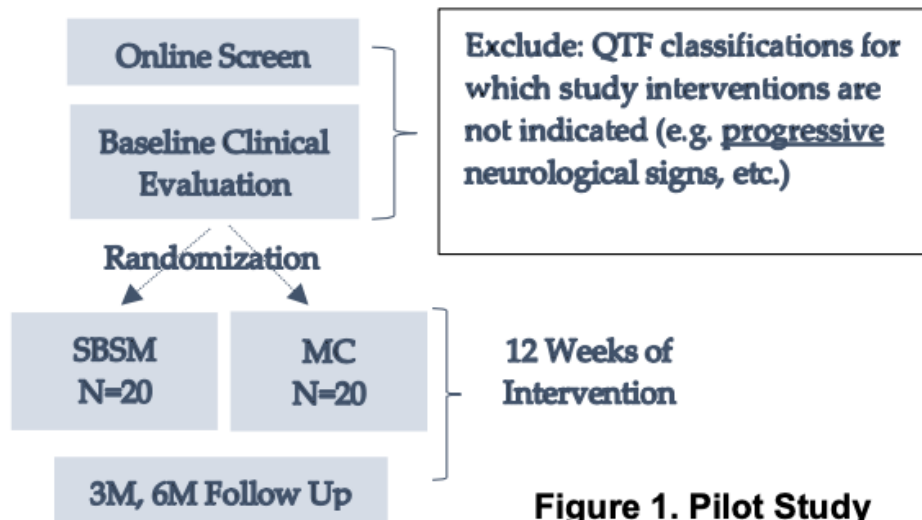 Online Screen
Baseline Clinical
Evaluation
Exclude: QTF classifications for
which study interventions are
not indicated (e.g. progressive
neurological signs, etc.)
Randomization
SBSM
N=20
MC
N=20
12 Weeks of
Intervention
3M, 6M Follow Up
Figure 1. Pilot Study